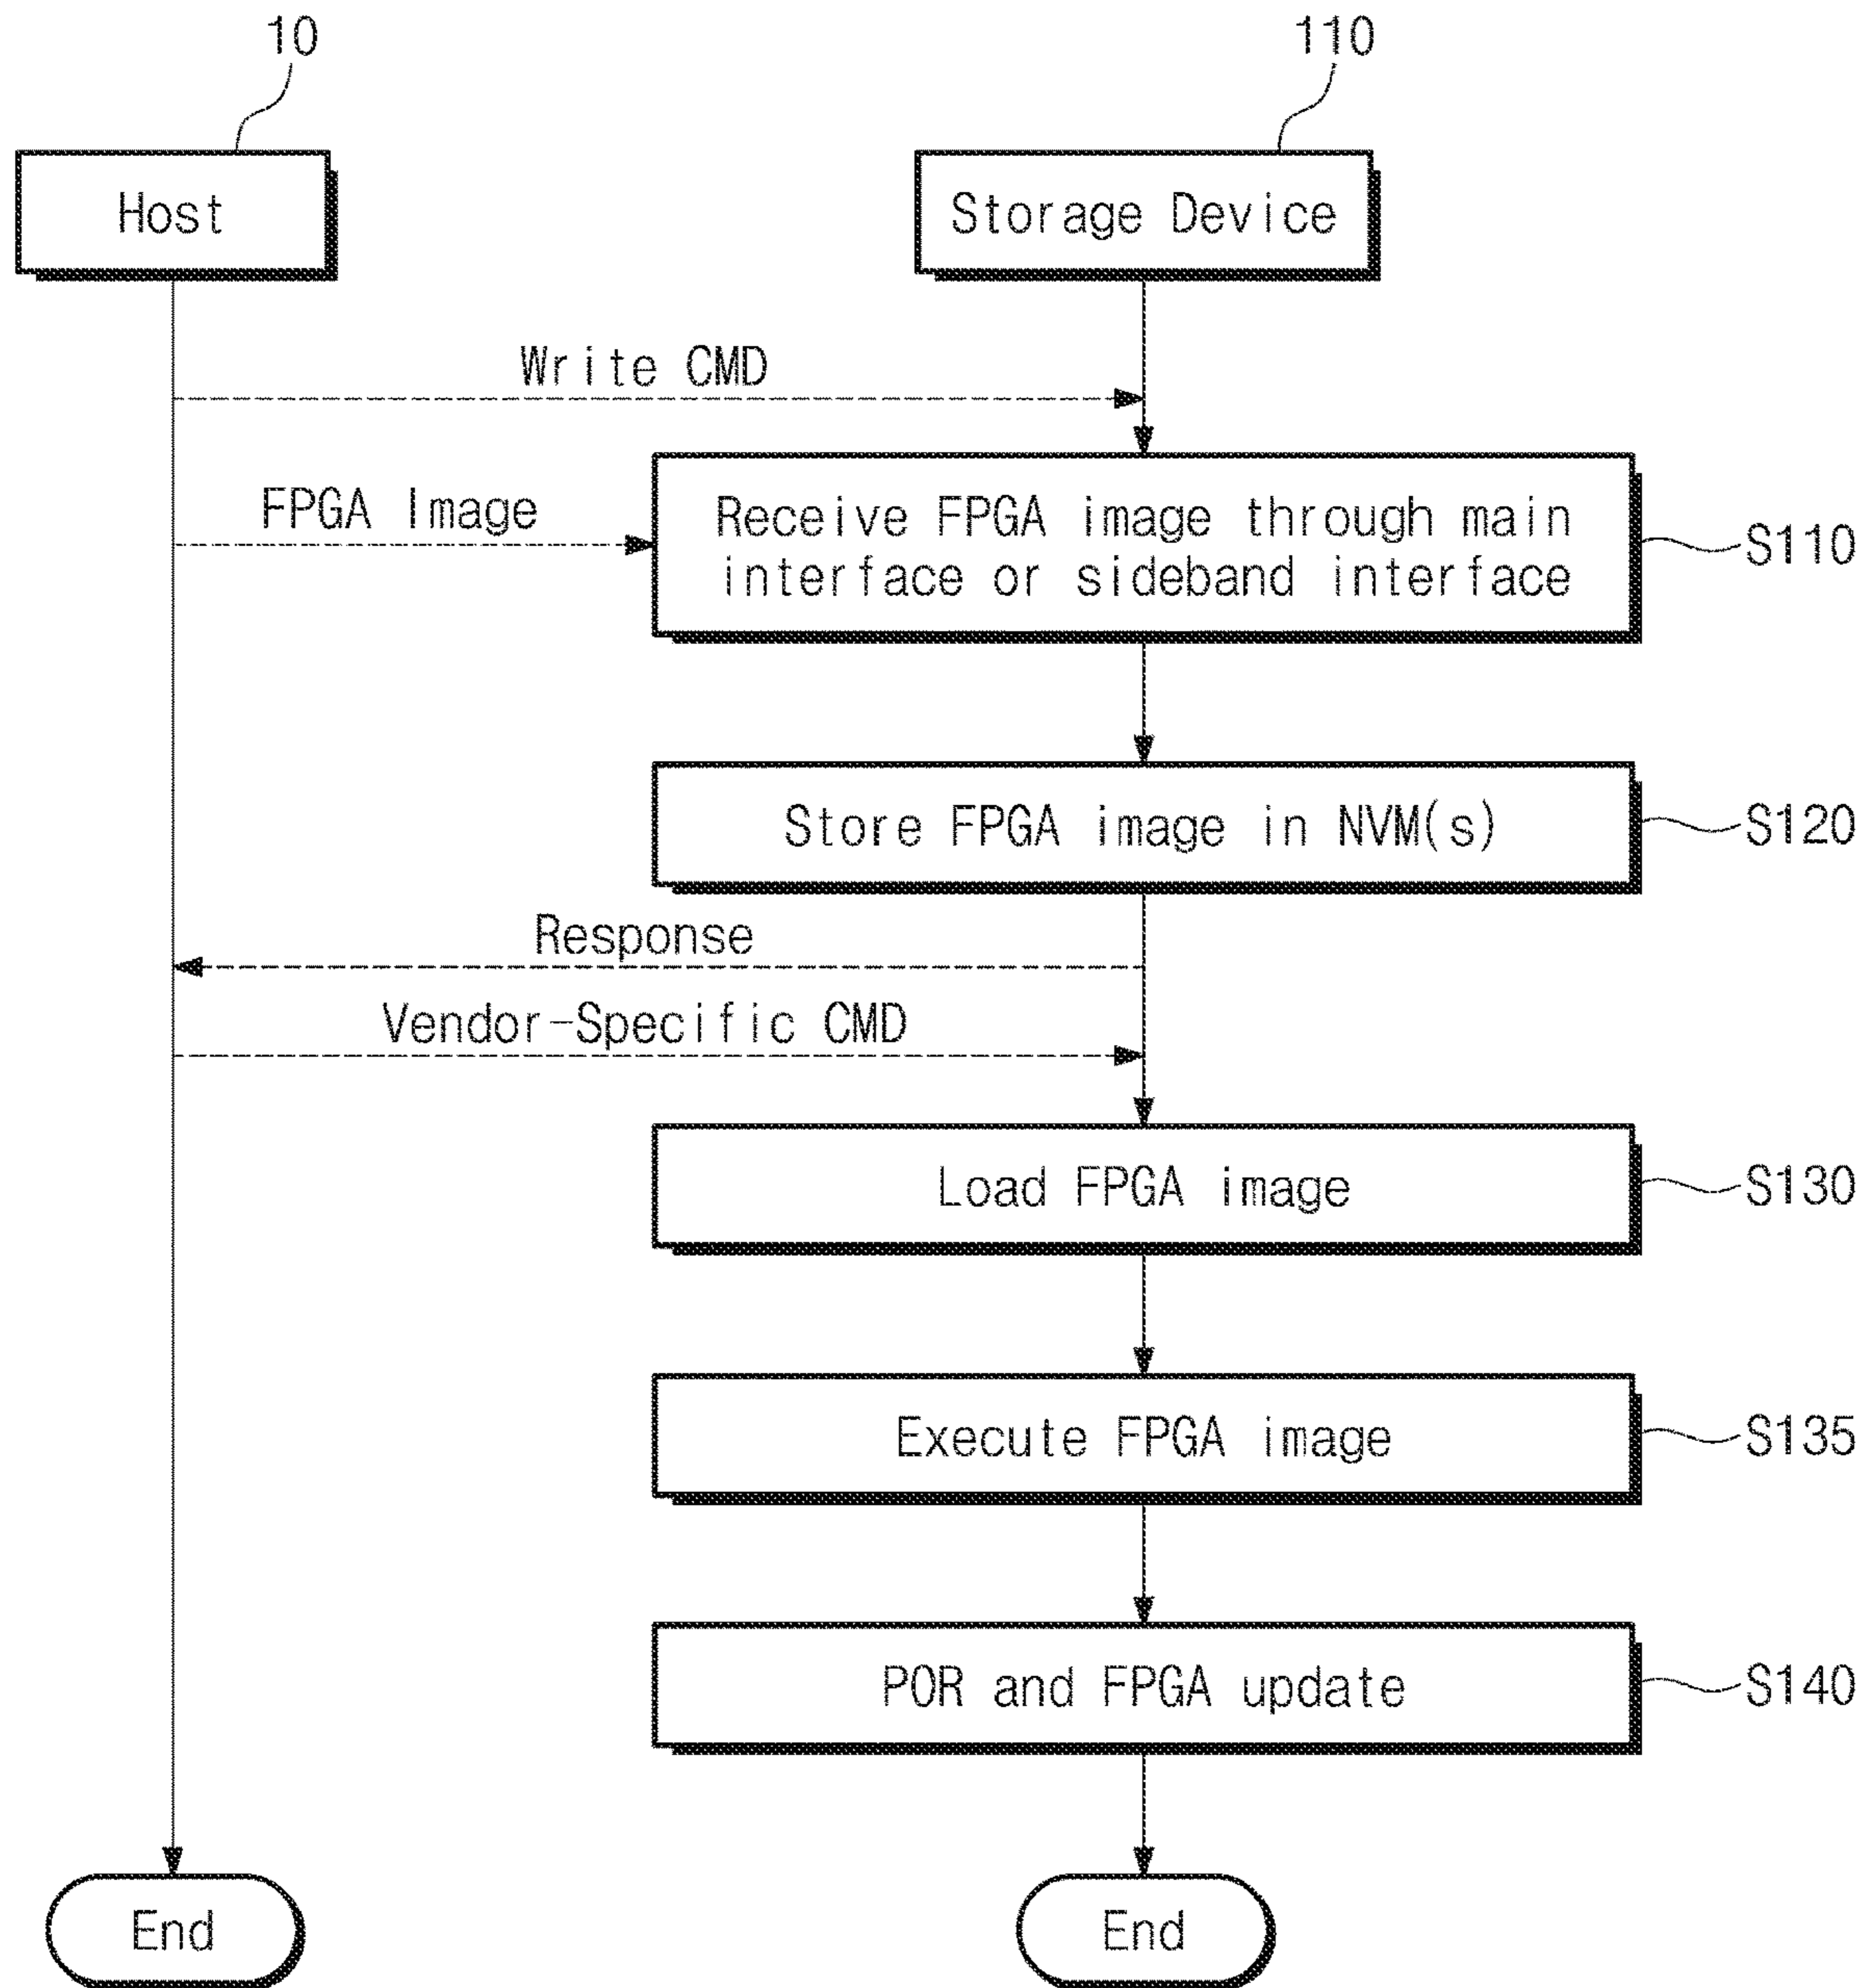 10
110
Host
Storage Device
Write CMD
FPGA Image
Receive FPGA image through main
interface or sideband interface
S110
Store FPGA image in NVM(s)
S120
Response
Vendor-Specific CMD
Load FPGA image
S130
Execute FPGA image
S135
POR and FPGA update
S140
End
End